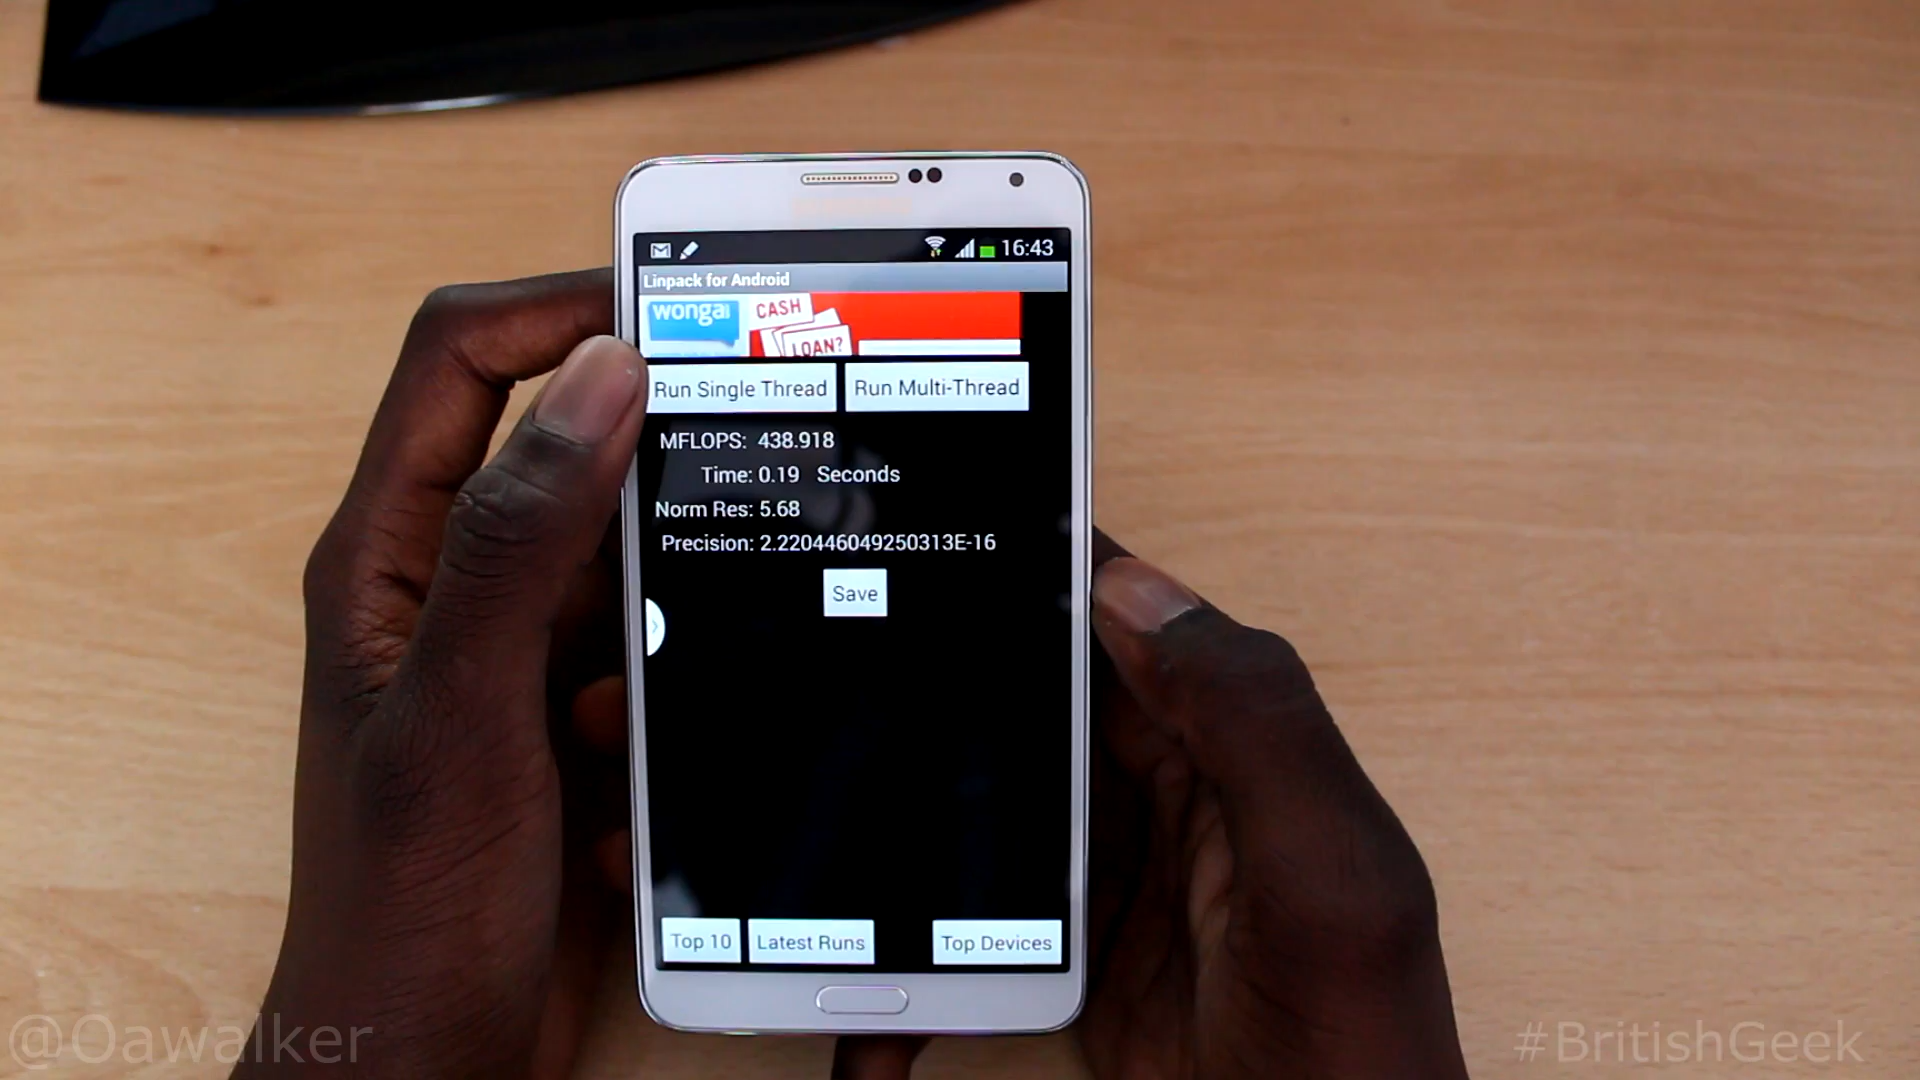 16:43
Linpack for Android
wonga
CASH
LOAN?
Run Single Thread Run Multi-Thread
MFLOPS: 438.918
Time: 0.19 Seconds
Norm Res: 5.68
Precision: 2.220446049250313E-16
Save
Top 10 Latest Runs Top Devices
@Oawalker
#BritishGeek